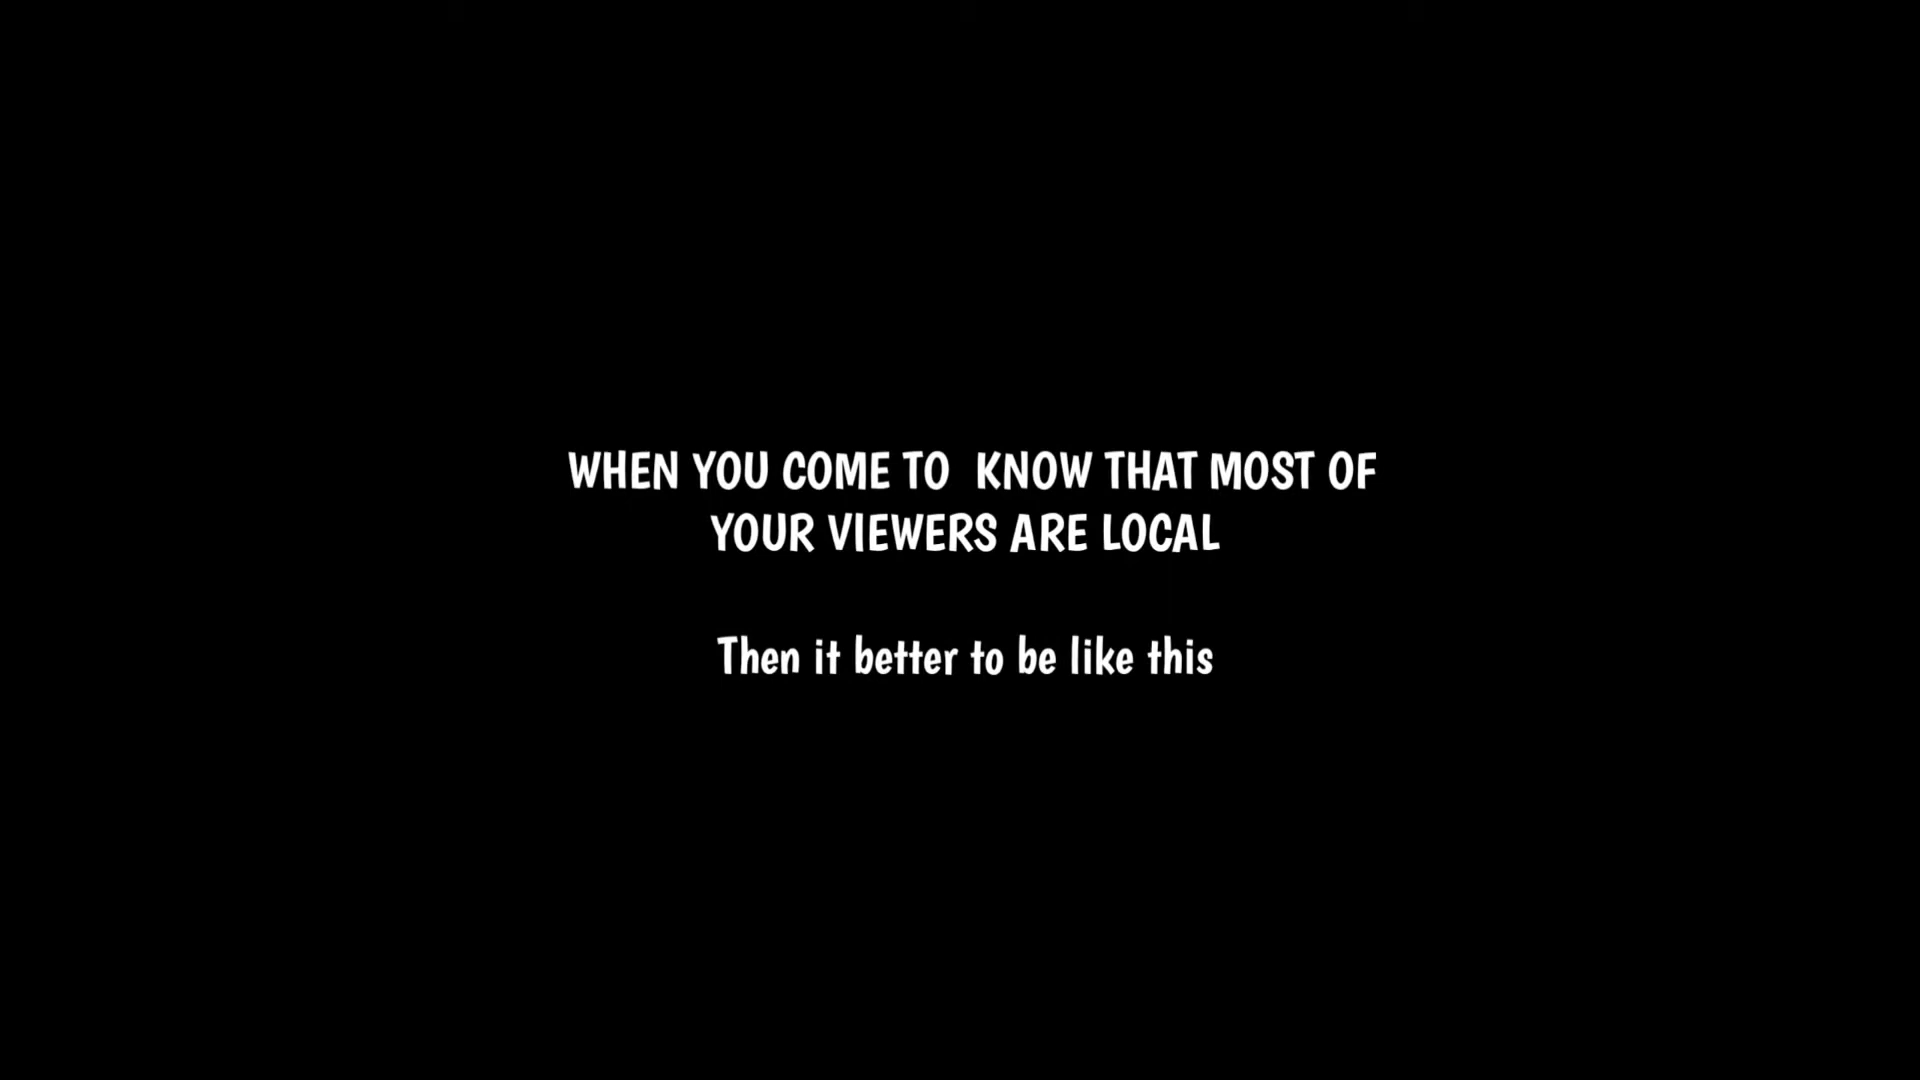 WHEN YOU COME TO  KNOW THAT MOST OF
YOUR VIEWERS ARE LOCAL
Then it better to be like this